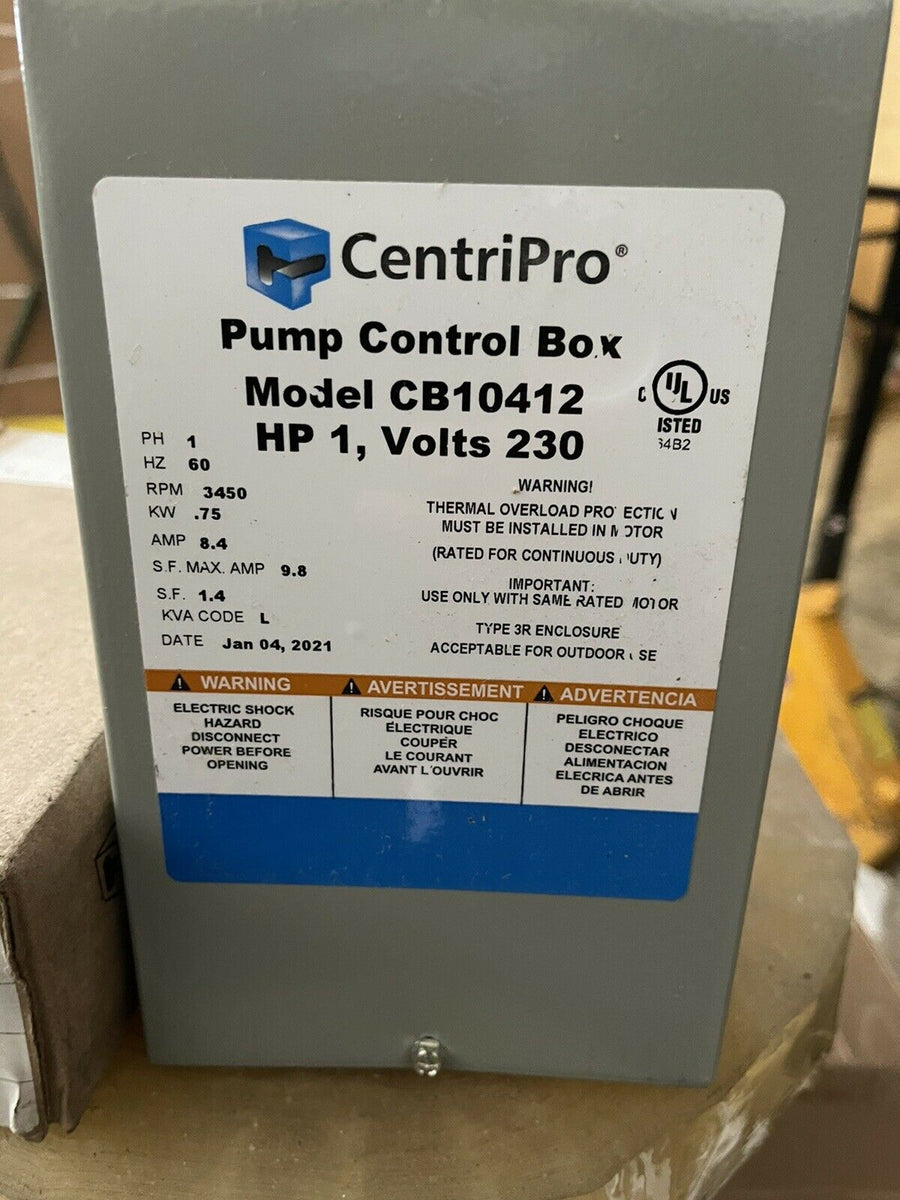 CentriPro®
Pump Control Box
Model CB10412
HP 1, Volts 230
C UL US
ISTED
34B2
PH 1
HZ 60
RPM 3450
KW .75
AMP 8.4
S.F. MAX. AMP 9.8
S.F. 1.4
KVA CODE L
DATE Jan 04, 2021
WARNING!
THERMAL OVERLOAD PROTECTION
MUST BE INSTALLED IN MOTOR
(RATED FOR CONTINUOUS DUTY)
IMPORTANT:
USE ONLY WITH SAME RATED MOTOR
TYPE 3R ENCLOSURE
ACCEPTABLE FOR OUTDOOR USE
WARNING
ELECTRIC SHOCK
HAZARD
DISCONNECT
POWER BEFORE
OPENING
AVERTISSEMENT
RISQUE POUR CHOC
ÉLECTRIQUE
COUPER
LE COURANT
AVANT L'OUVRIR
ADVERTENCIA
PELIGRO CHOQUE
ELECTRICO
DESCONECTAR
ALIMENTACION
ELECRICA ANTES
DE ABRIR